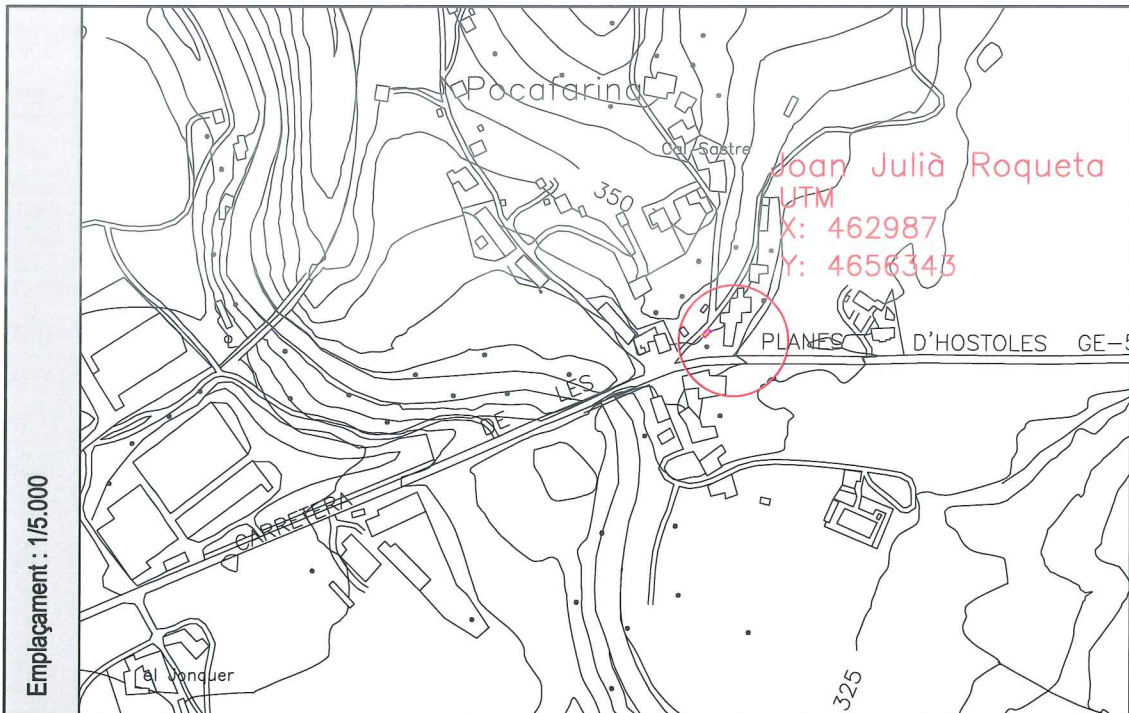 Emplaçament : 1/5.000
Pocafarina
Cal Sastre
350
Joan Julià Roqueta
UTM
X: 462987
Y: 4656343
CARRETERA DE LES PLANES D'HOSTOLES GE-5
el Jonquer
325